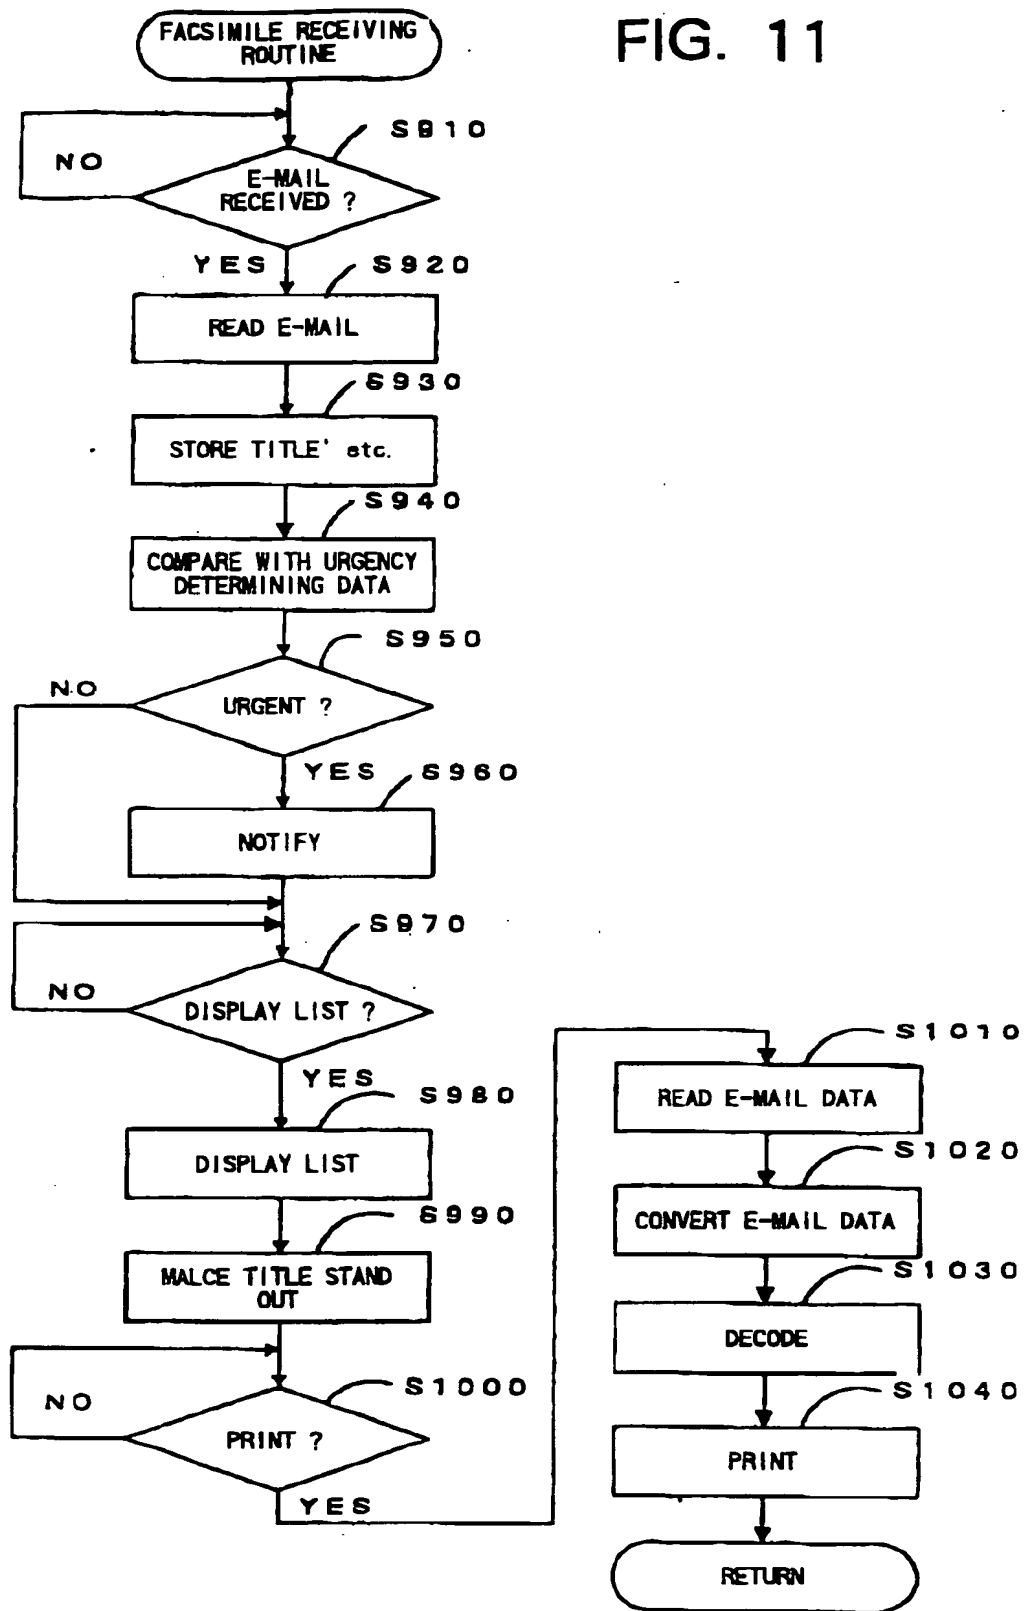 FIG. 11
FACSIMILE RECEIVING
ROUTINE
S910
NO
E-MAIL
RECEIVED ?
YES
S920
READ E-MAIL
S930
STORE TITLE' etc.
S940
COMPARE WITH URGENCY
DETERMINING DATA
S950
NO
URGENT ?
YES
S960
NOTIFY
S970
NO
DISPLAY LIST ?
YES
S980
DISPLAY LIST
S990
MALCE TITLE STAND
OUT
S1000
NO
PRINT ?
YES
S1010
READ E-MAIL DATA
S1020
CONVERT E-MAIL DATA
S1030
DECODE
S1040
PRINT
RETURN